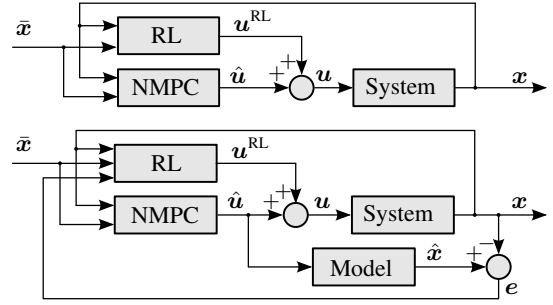 x̄ RL u^RL
NMPC û + + u System x
x̄ RL u^RL
NMPC û + + u System x
Model x̂ + −
e